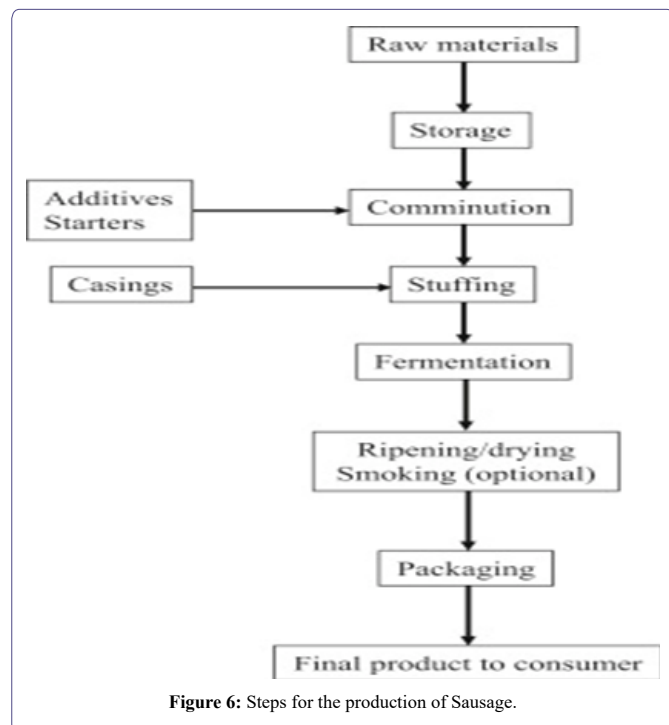 Raw materials
Storage
Additives
Starters
Comminution
Casings
Stuffing
Fermentation
Ripening/drying
Smoking (optional)
Packaging
Final product to consumer
Figure 6: Steps for the production of Sausage.